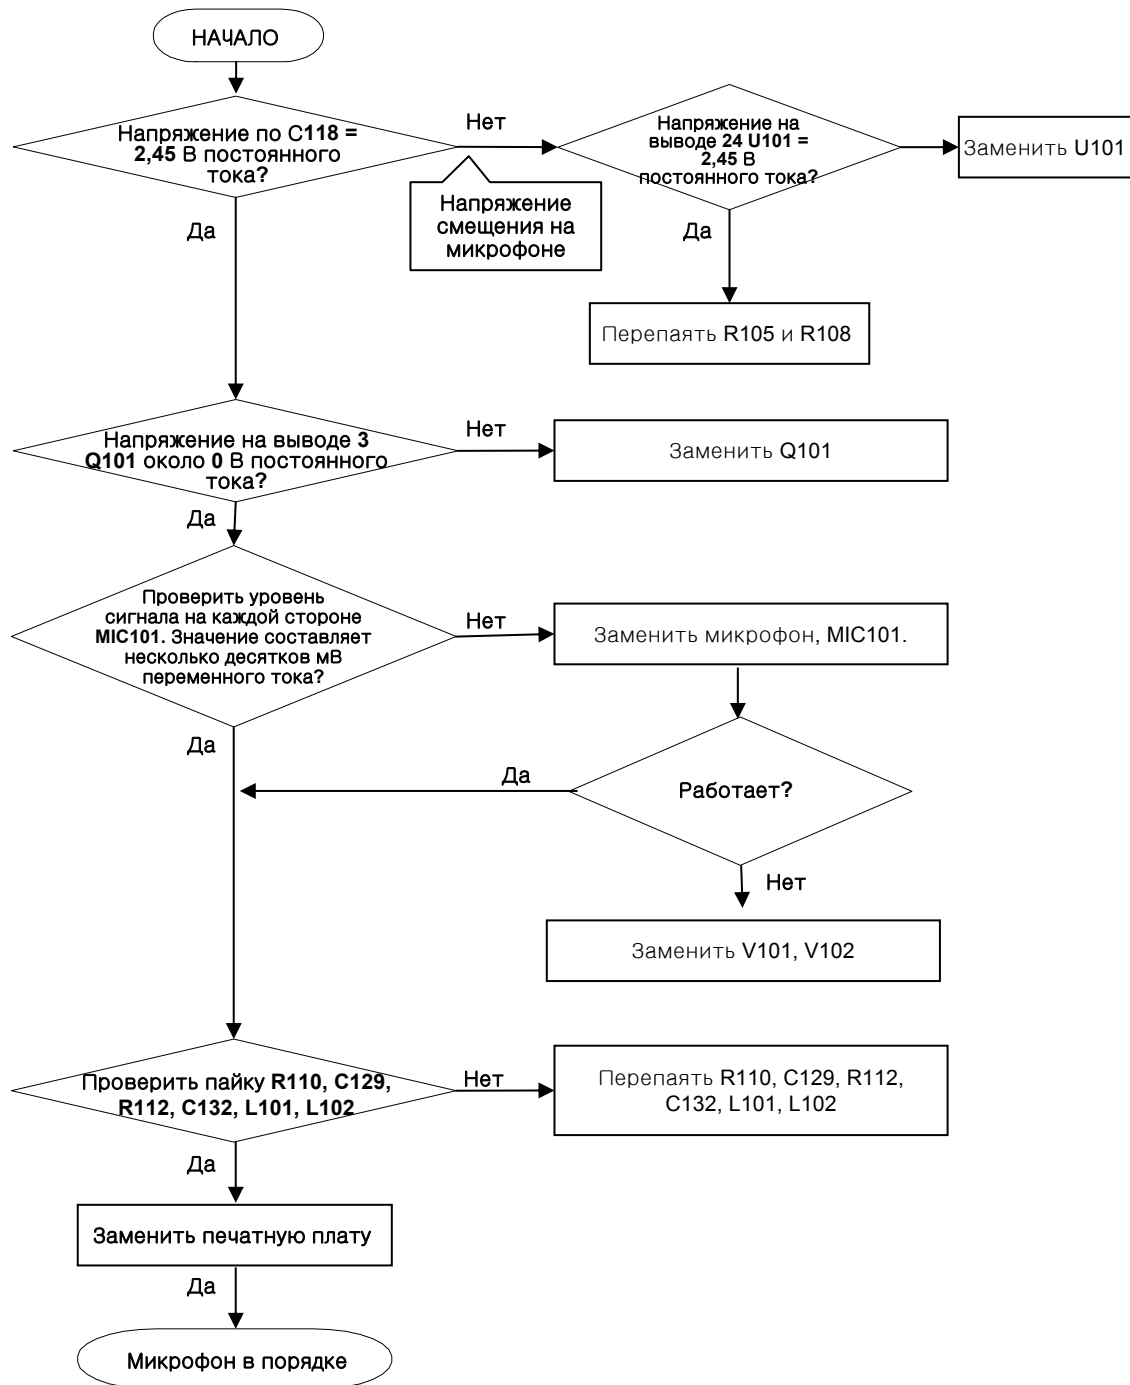 НАЧАЛО
Напряжение по C118 =
2,45 В постоянного
тока?
Нет
Напряжение на
выводе 24 U101 =
2,45 В
постоянного тока?
Заменить U101
Напряжение
смещения на
микрофоне
Да
Да
Перепаять R105 и R108
Напряжение на выводе 3
Q101 около 0 В постоянного
тока?
Нет
Заменить Q101
Да
Проверить уровень
сигнала на каждой стороне
MIC101. Значение составляет
несколько десятков мВ
переменного тока?
Нет
Заменить микрофон, MIC101.
Да
Да
Работает?
Нет
Заменить V101, V102
Проверить пайку R110, C129,
R112, C132, L101, L102
Нет
Перепаять R110, C129, R112,
C132, L101, L102
Да
Заменить печатную плату
Да
Микрофон в порядке